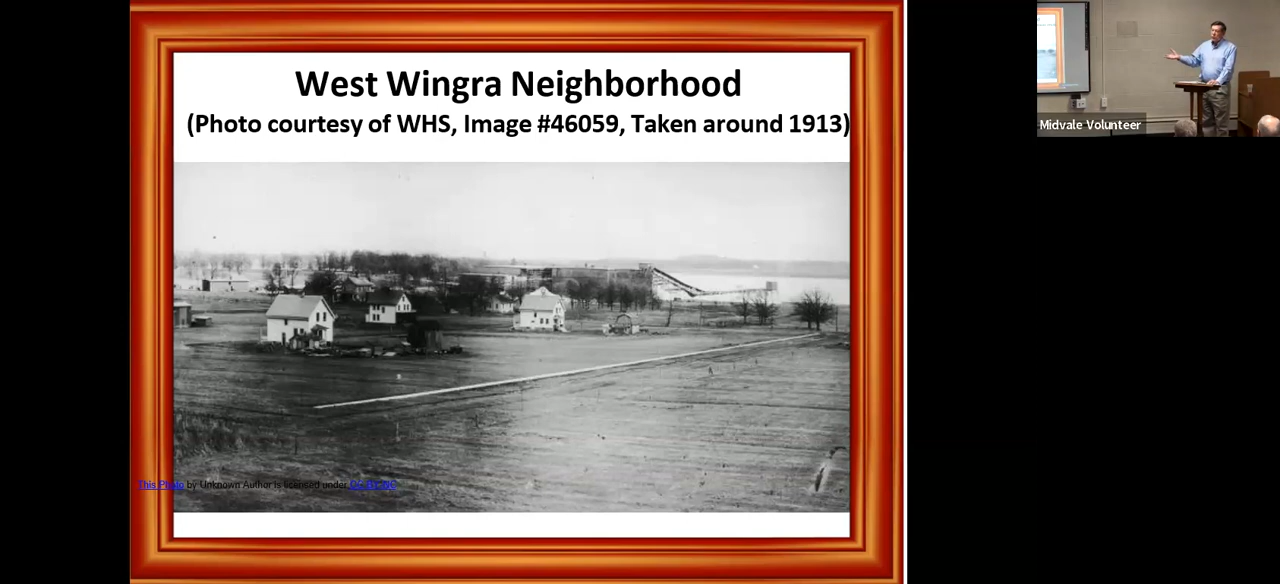 West Wingra Neighborhood
(Photo courtesy of WHS, Image #46059, Taken around 1913)
This Photo by Unknown Author is licensed under CC BY-NC
Midvale Volunteer